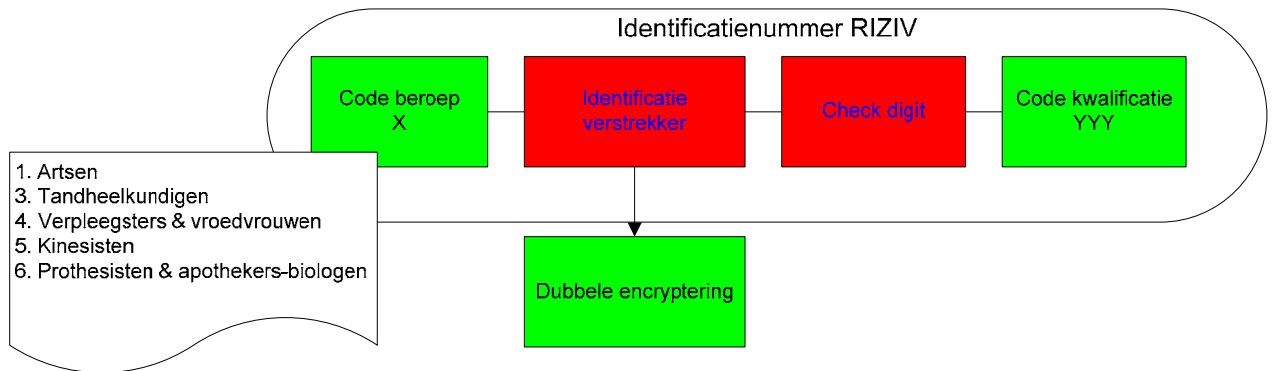 Identificatienummer RIZIV
Code beroep
X
Identificatie
verstrekker
Check digit
Code kwalificatie
YYY
1. Artsen
3. Tandheelkundigen
4. Verpleegsters & vroedvrouwen
5. Kinesisten
6. Prothesisten & apothekers-biologen
Dubbele encryptering